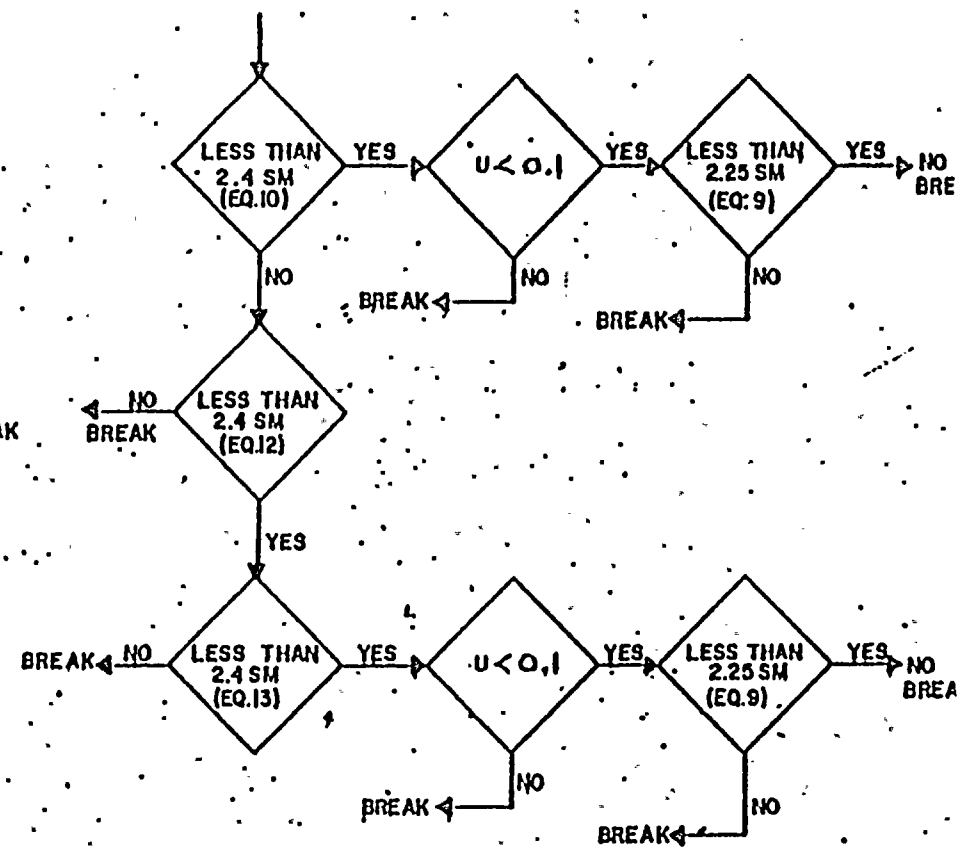 LESS THAN
2.4 SM
(EQ.10)
YES
U < 0.1
YES
LESS THAN
2.25 SM
(EQ. 9)
YES
NO
BRE
NO
NO
BREAK
NO
BREAK
LESS THAN
2.4 SM
(EQ.12)
NO
BREAK
AK
YES
LESS THAN
2.4 SM
(EQ.13)
NO
BREAK
YES
U < 0.1
YES
LESS THAN
2.25 SM
(EQ.9)
YES
NO
BREA
NO
BREAK
NO
BREAK